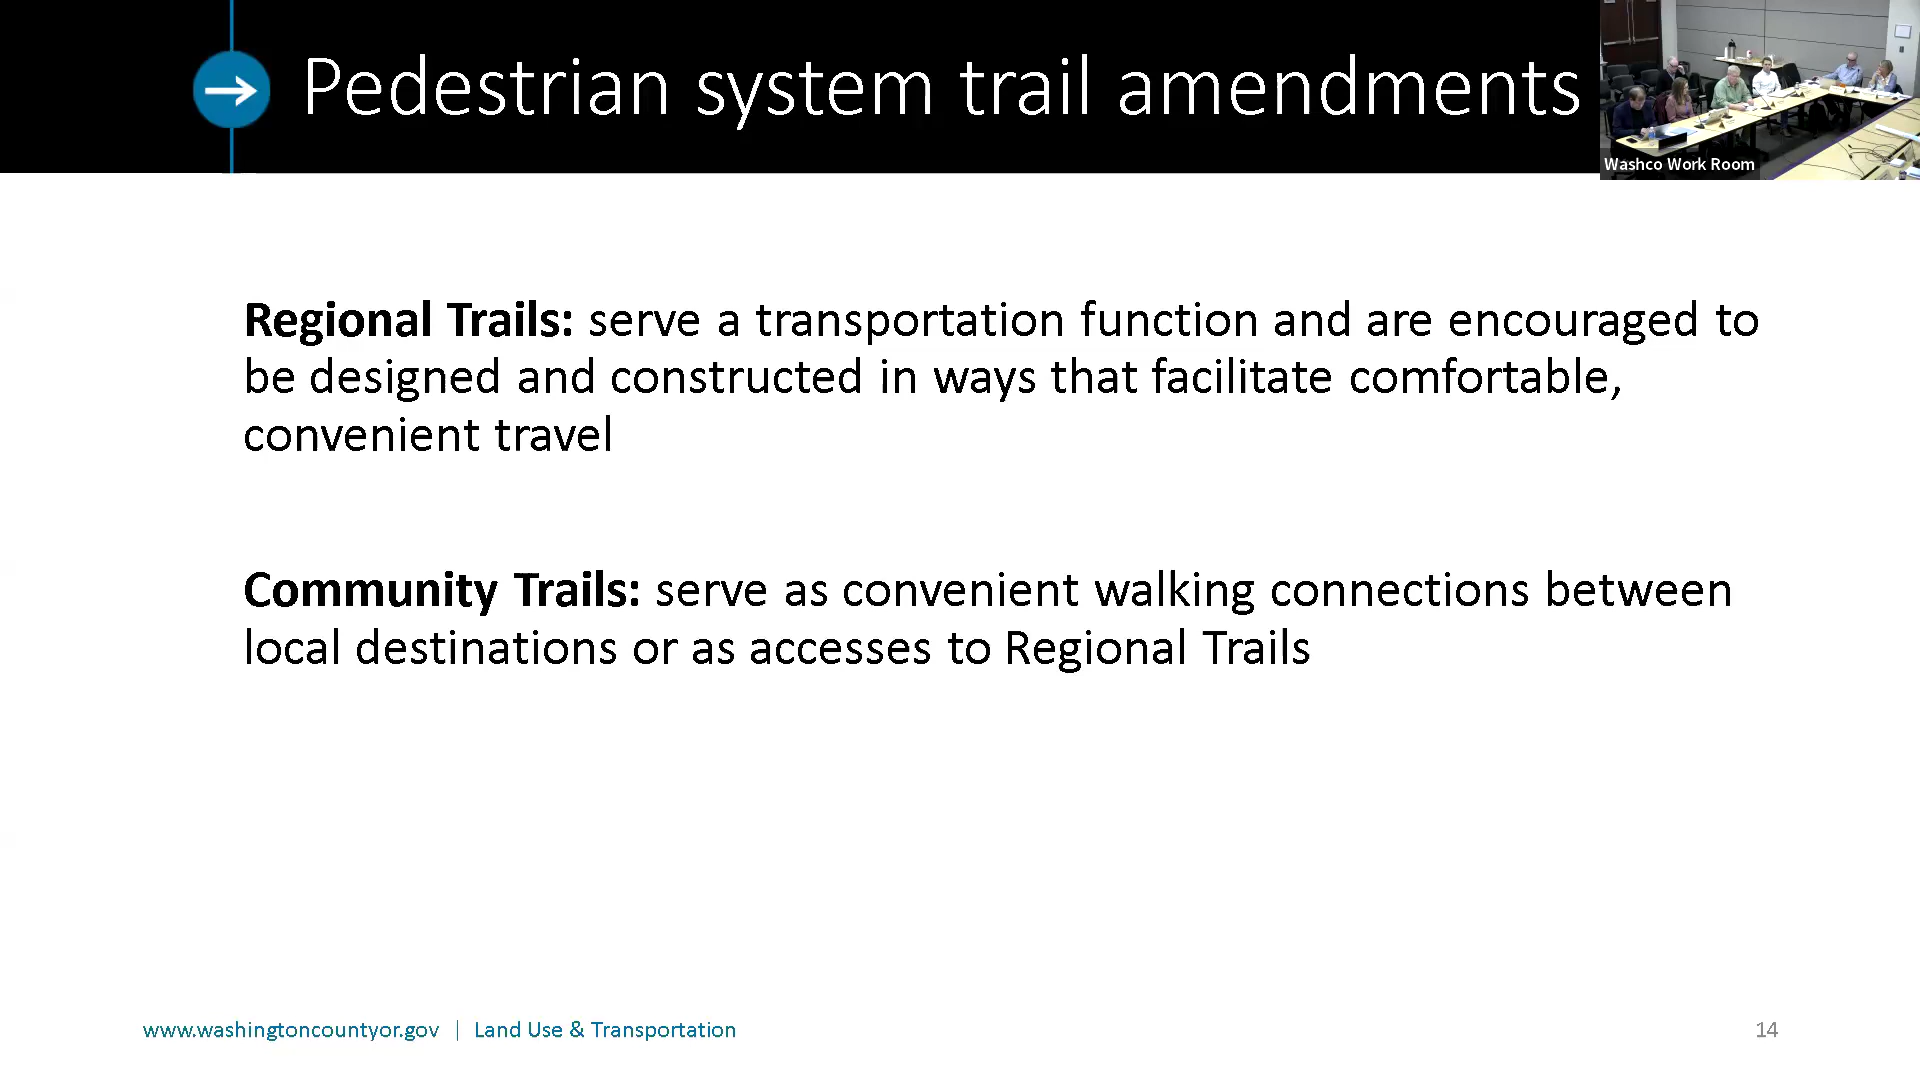 Pedestrian system trail amendments
Washco Work Room
Regional Trails: serve a transportation function and are encouraged to
be designed and constructed in ways that facilitate comfortable,
convenient travel
Community Trails: serve as convenient walking connections between
local destinations or as accesses to Regional Trails
www.washingtoncountyor.gov | Land Use & Transportation
14